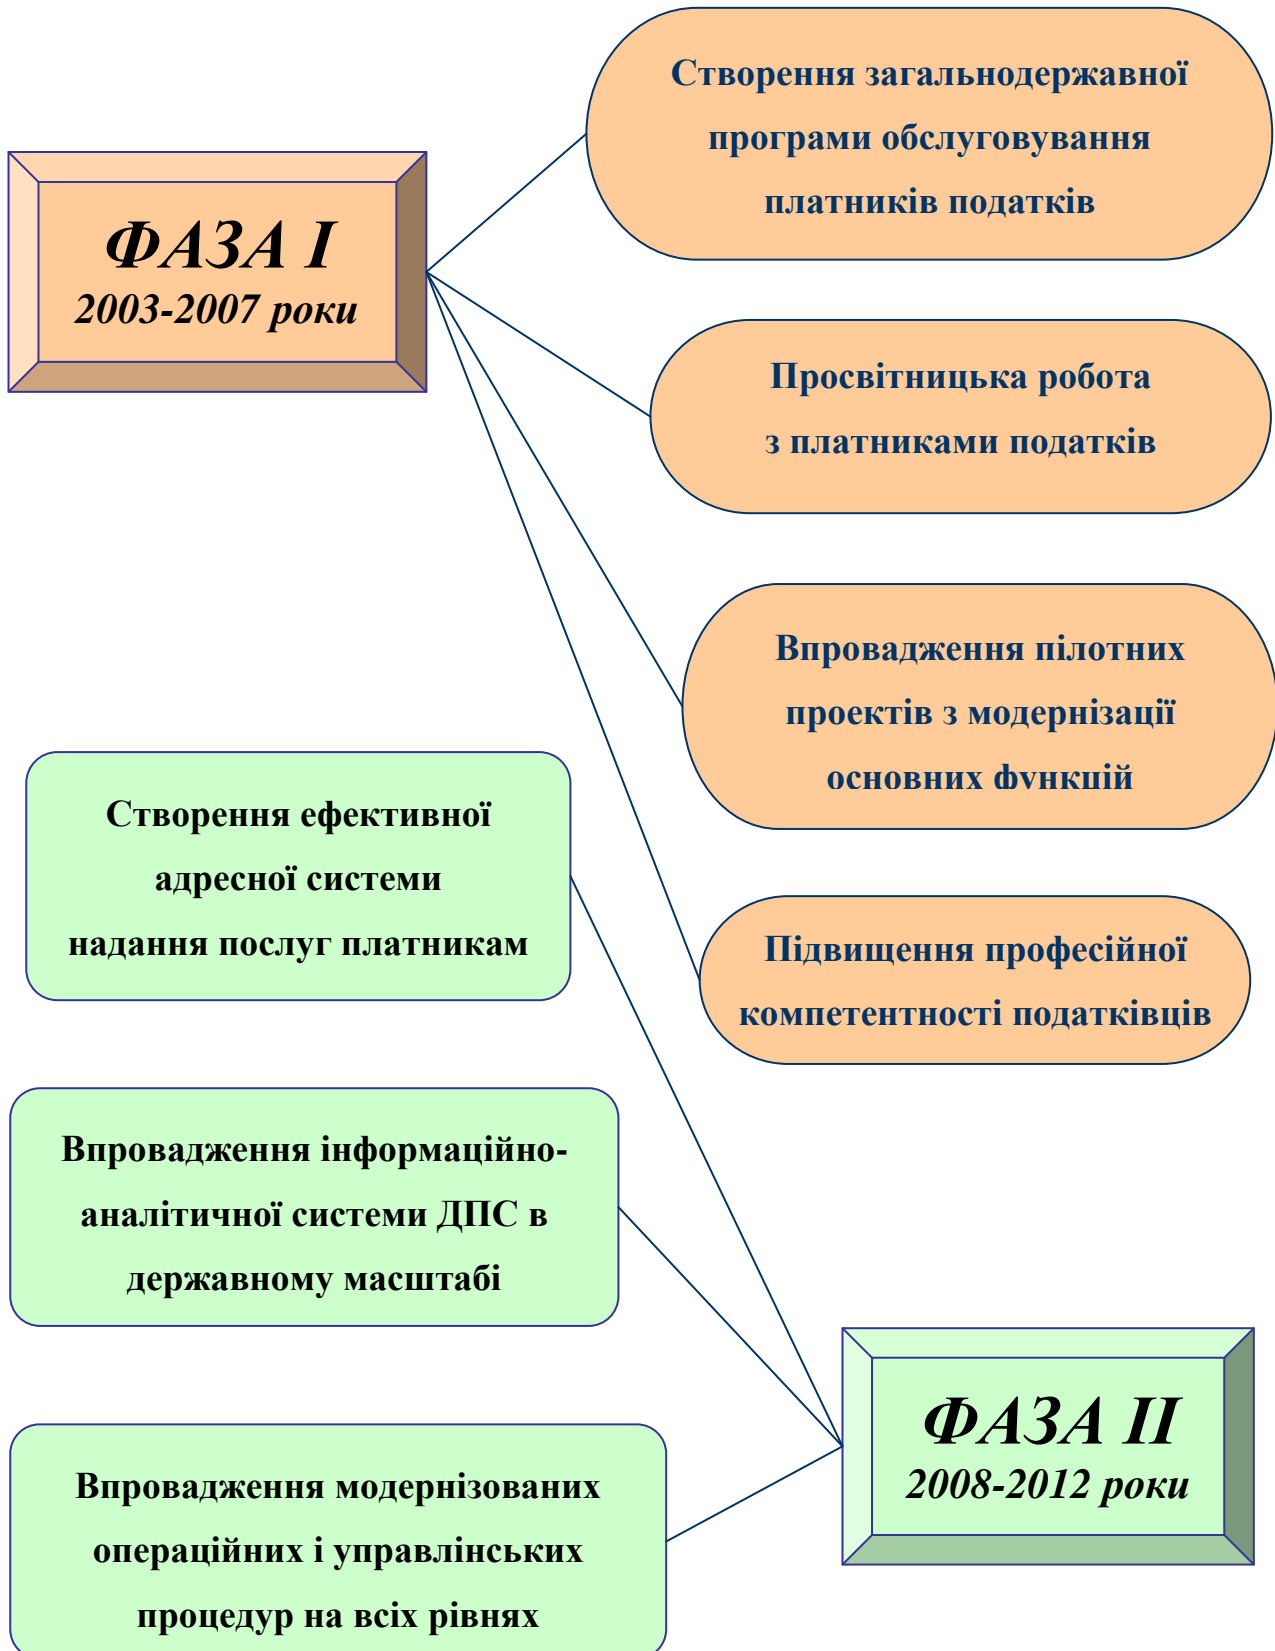 Створення загальнодержавної
програми обслуговування
платників податків
ФАЗА І
2003-2007 роки
Просвітницька робота
з платниками податків
Впровадження пілотних
проектів з модернізації
основних функцій
Підвищення професійної
компетентності податківців
Створення ефективної
адресної системи
надання послуг платникам
Впровадження інформаційно-
аналітичної системи ДПС в
державному масштабі
Впровадження модернізованих
операційних і управлінських
процедур на всіх рівнях
ФАЗА ІІ
2008-2012 роки